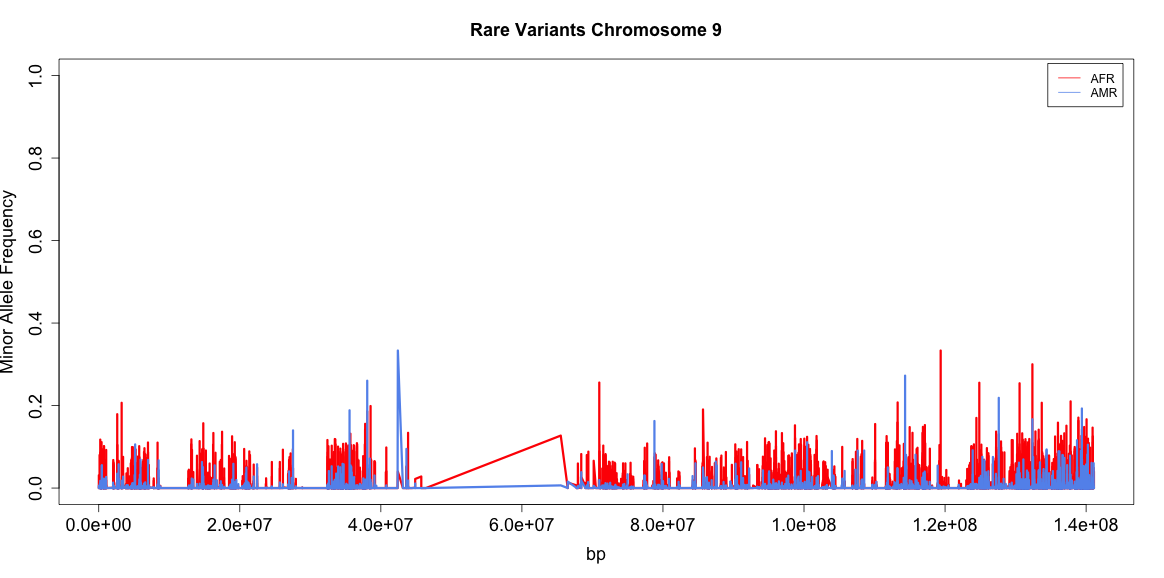 Rare Variants Chromosome 9
AFR
AMR
Minor Allele Frequency
1.0
0.8
0.6
0.4
0.2
0.0
0.0e+00 2.0e+07 4.0e+07 6.0e+07 8.0e+07 1.0e+08 1.2e+08 1.4e+08
bp